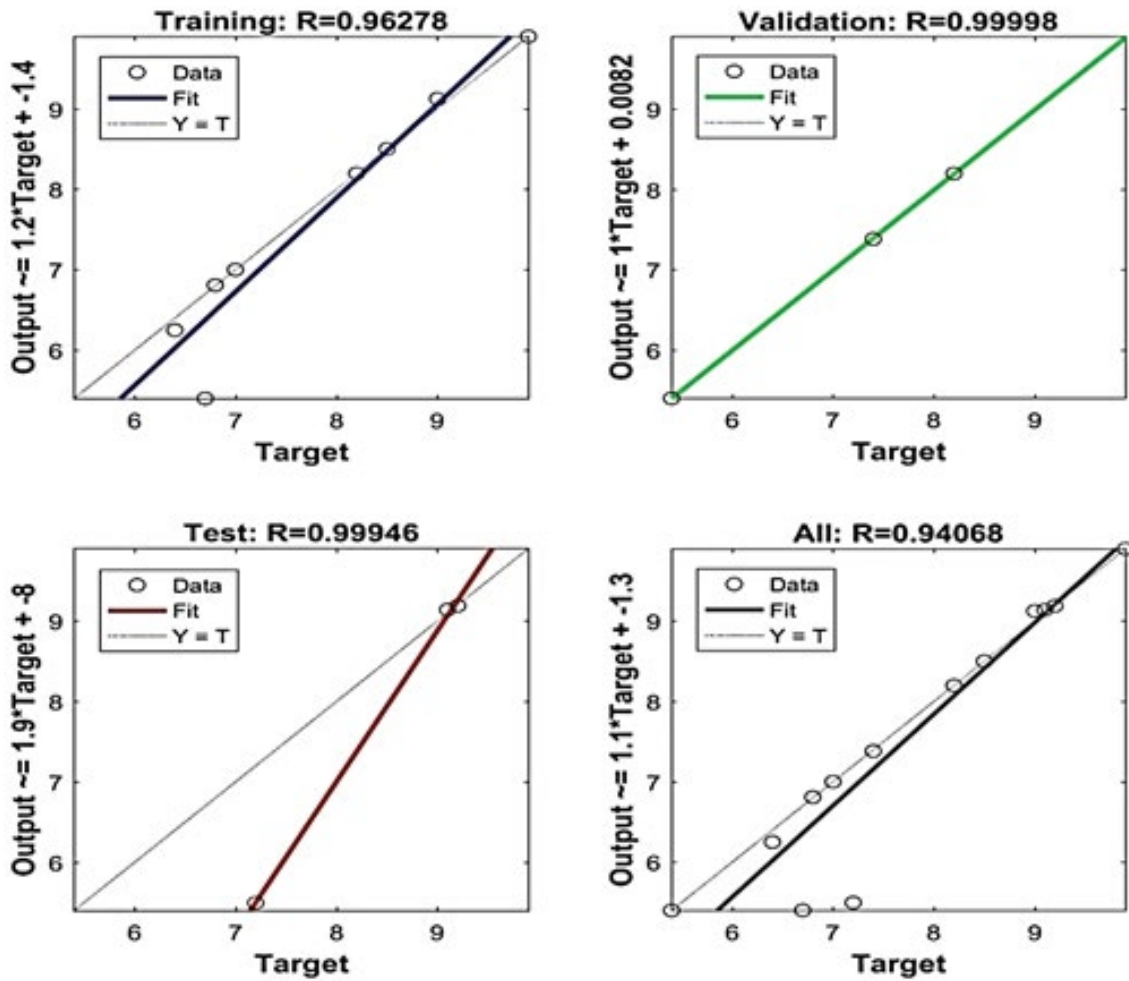 Training: R=0.96278
Output ~= 1.2*Target + -1.4
Data
Fit
Y = T
9
8
7
6
6 7 8 9
Target
Validation: R=0.99998
Output ~= 1*Target + 0.0082
Data
Fit
Y = T
9
8
7
6
6 7 8 9
Target
Test: R=0.99946
Output ~= 1.9*Target + -8
Data
Fit
Y = T
9
8
7
6
6 7 8 9
Target
All: R=0.94068
Output ~= 1.1*Target + -1.3
Data
Fit
Y = T
9
8
7
6
6 7 8 9
Target